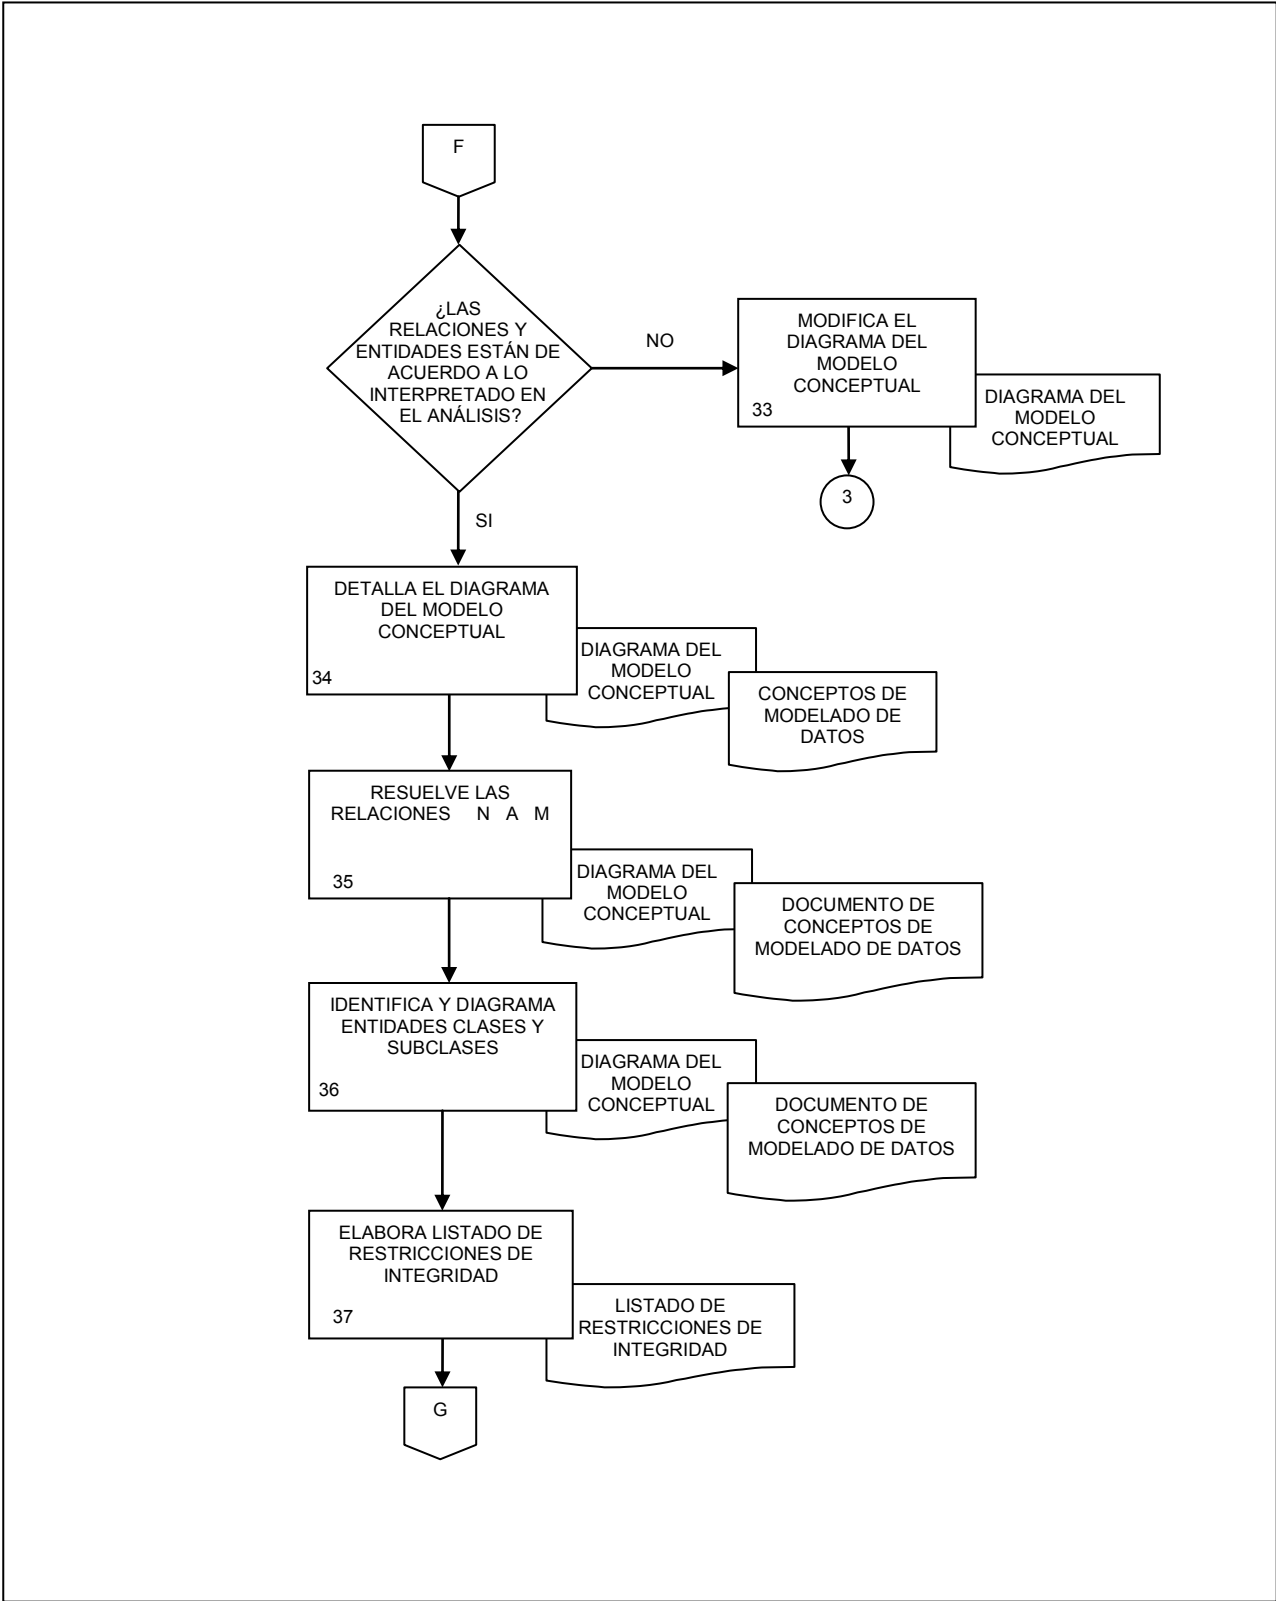 F
¿LAS
RELACIONES Y
ENTIDADES ESTÁN DE
ACUERDO A LO
INTERPRETADO EN
EL ANÁLISIS?
NO
MODIFICA EL
DIAGRAMA DEL
MODELO
CONCEPTUAL
33
DIAGRAMA DEL
MODELO
CONCEPTUAL
3
SI
DETALLA EL DIAGRAMA
DEL MODELO
CONCEPTUAL
34
DIAGRAMA DEL
MODELO
CONCEPTUAL
CONCEPTOS DE
MODELADO DE
DATOS
RESUELVE LAS
RELACIONES N A M
35
DIAGRAMA DEL
MODELO
CONCEPTUAL
DOCUMENTO DE
CONCEPTOS DE
MODELADO DE DATOS
IDENTIFICA Y DIAGRAMA
ENTIDADES CLASES Y
SUBCLASES
36
DIAGRAMA DEL
MODELO
CONCEPTUAL
DOCUMENTO DE
CONCEPTOS DE
MODELADO DE DATOS
ELABORA LISTADO DE
RESTRICCIONES DE
INTEGRIDAD
37
LISTADO DE
RESTRICCIONES DE
INTEGRIDAD
G